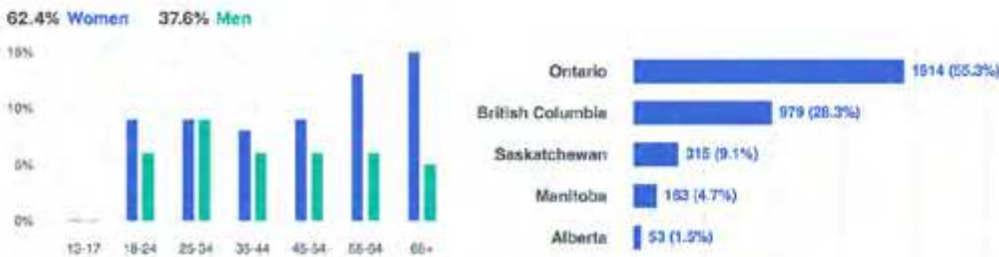 62.4% Women 37.6% Men
15%
10%
5%
0%
13-17 18-24 25-34 35-44 45-54 55-64 65+
Ontario 1914 (55.3%)
British Columbia 979 (28.3%)
Saskatchewan 315 (9.1%)
Manitoba 163 (4.7%)
Alberta 53 (1.5%)